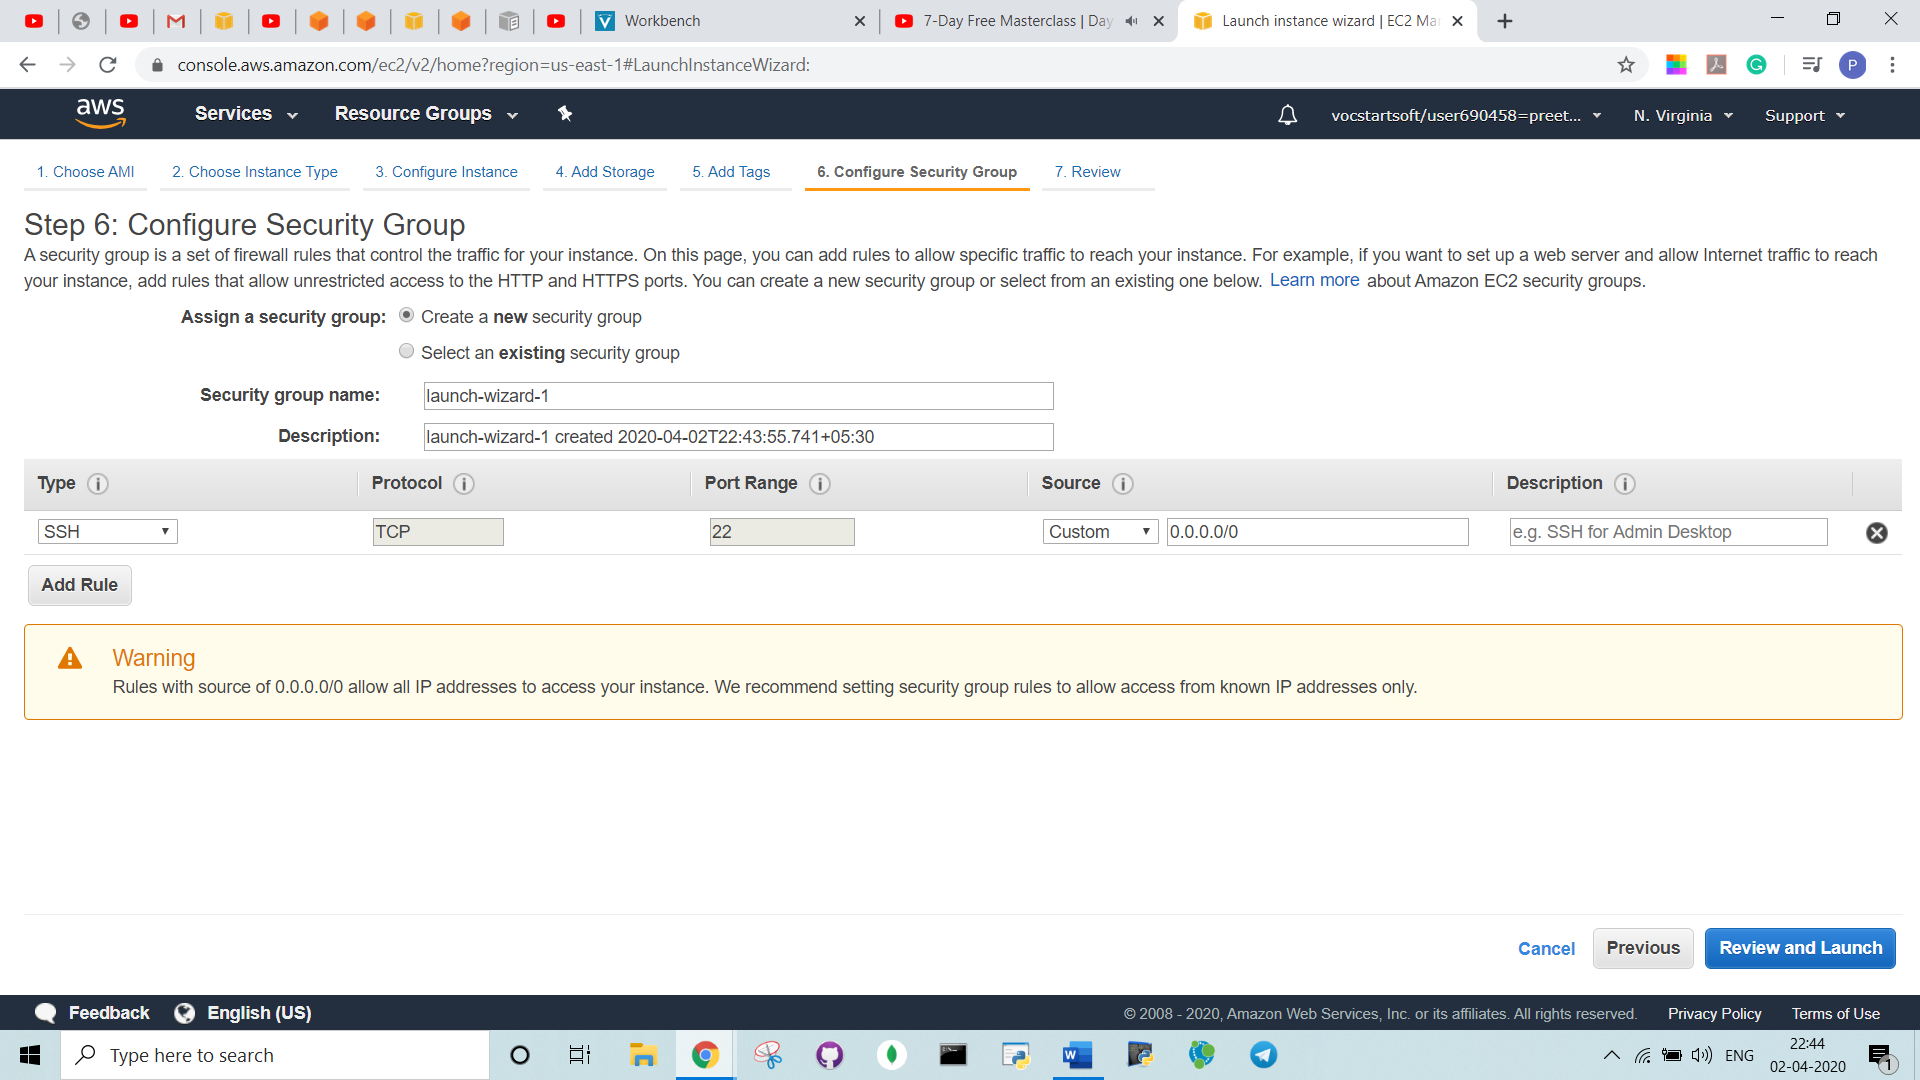 Workbench
7-Day Free Masterclass | Day
Launch instance wizard | EC2 Ma
console.aws.amazon.com/ec2/v2/home?region=us-east-1#LaunchInstanceWizard:
P
aws
Services
Resource Groups
vocstartsoft/user690458=preet...
N. Virginia
Support
1. Choose AMI
2. Choose Instance Type
3. Configure Instance
4. Add Storage
5. Add Tags
6. Configure Security Group
7. Review
Step 6: Configure Security Group
A security group is a set of firewall rules that control the traffic for your instance. On this page, you can add rules to allow specific traffic to reach your instance. For example, if you want to set up a web server and allow Internet traffic to reach
your instance, add rules that allow unrestricted access to the HTTP and HTTPS ports. You can create a new security group or select from an existing one below. Learn more about Amazon EC2 security groups.
Assign a security group: Create a new security group
Select an existing security group
Security group name: launch-wizard-1
Description: launch-wizard-1 created 2020-04-02T22:43:55.741+05:30
Type Protocol Port Range Source Description
SSH TCP 22 Custom 0.0.0.0/0 e.g. SSH for Admin Desktop
Add Rule
Warning
Rules with source of 0.0.0.0/0 allow all IP addresses to access your instance. We recommend setting security group rules to allow access from known IP addresses only.
Cancel
Previous
Review and Launch
Feedback
English (US)
© 2008 - 2020, Amazon Web Services, Inc. or its affiliates. All rights reserved.
Privacy Policy
Terms of Use
Type here to search
ENG
22:44
02-04-2020
1